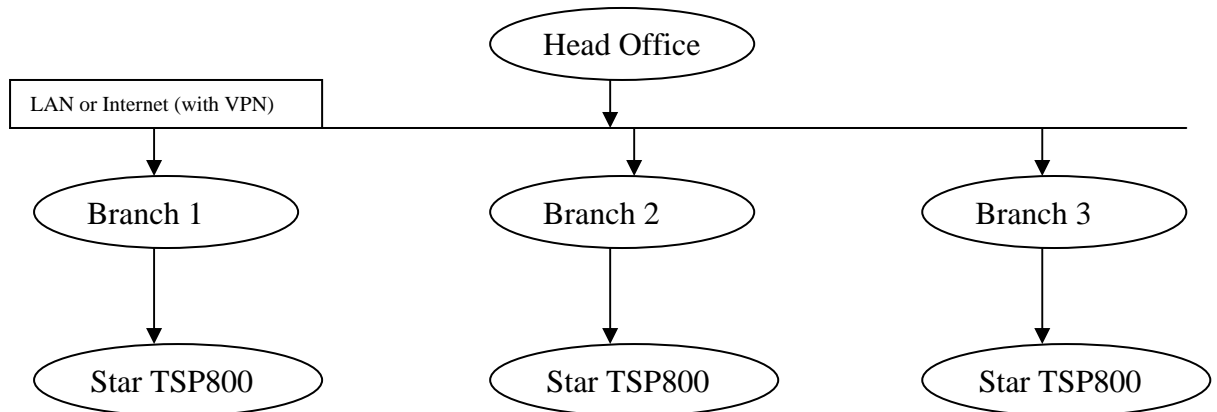 Head Office
LAN or Internet (with VPN)
Branch 1
Branch 2
Branch 3
Star TSP800
Star TSP800
Star TSP800